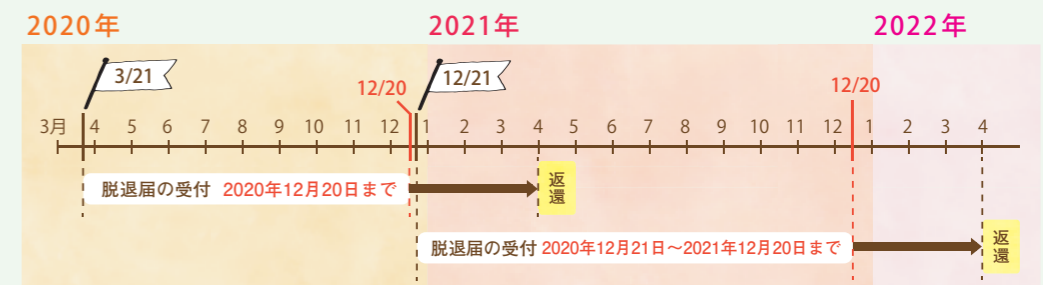 2020年 2021年 2022年
3/21 12/20 12/21 12/20
3月 4 5 6 7 8 9 10 11 12 1 2 3 4 5 6 7 8 9 10 11 12 1 2 3 4
脱退届の受付 2020年12月20日まで 返還
脱退届の受付 2020年12月21日～2021年12月20日まで 返還